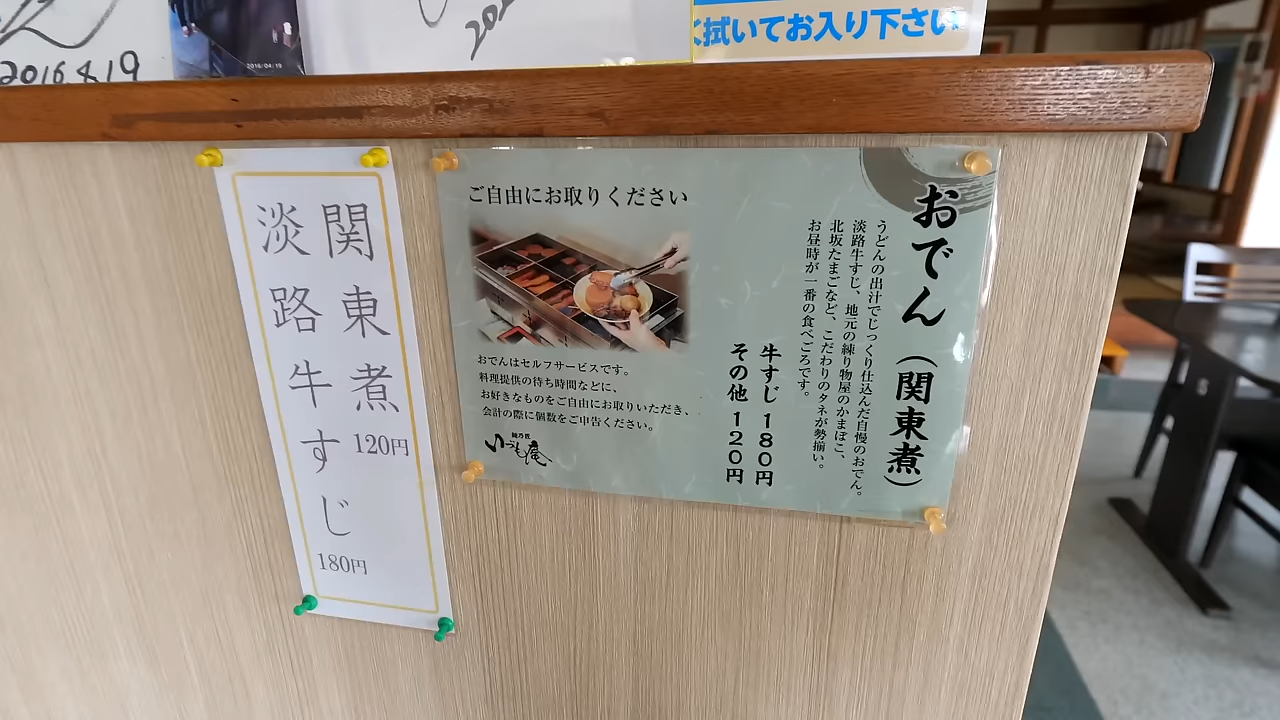 2016.4.19
2016/04/19
く拭いてお入り下さい
関東煮
120円
淡路牛すじ
180円
おでん（関東煮）
うどんの出汁でじっくり仕込んだ自慢のおでん。
淡路牛すじ、地元の練り物屋のかまぼこ、
北坂たまごなど、こだわりのタネが勢揃い。
お昼時が一番の食べごろです。
牛すじ 180円
その他 120円
ご自由にお取りください
おでんはセルフサービスです。
料理提供の待ち時間などに、
お好きなものをご自由にお取りいただき、
会計の際に個数をご申告ください。
いづも庵